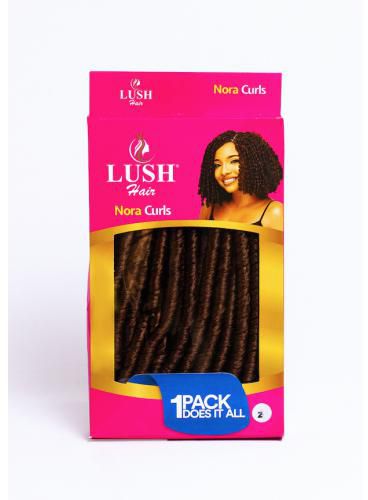 LUSH
Hair
Nora Curls
LUSH®
Hair
Nora Curls
1PACK
DOES IT ALL
2